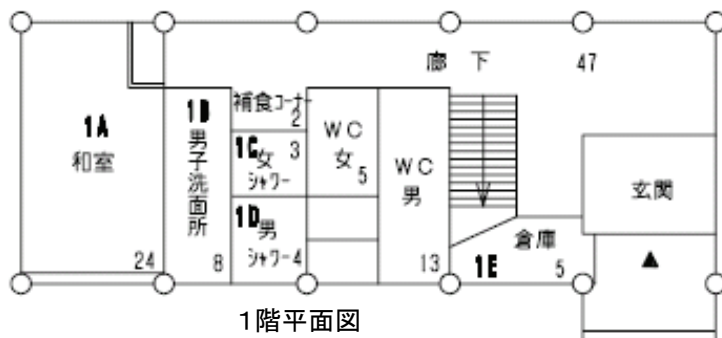 廊 下
47
1A
和室
24
1B
男子洗面所
8
補食コーナー
2
1C女
シャワー
3
1D男
シャワー4
WC
女
5
WC
男
13
倉庫
1E
5
玄関
▲
1階平面図